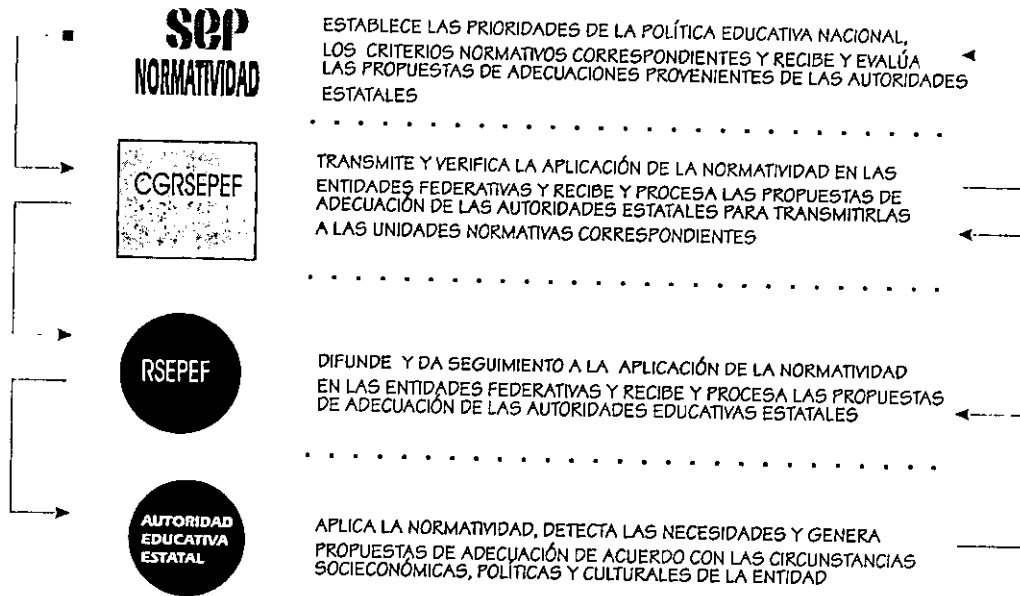 sep
NORMATIVIDAD
ESTABLECE LAS PRIORIDADES DE LA POLÍTICA EDUCATIVA NACIONAL,
LOS CRITERIOS NORMATIVOS CORRESPONDIENTES Y RECIBE Y EVALÚA
LAS PROPUESTAS DE ADECUACIONES PROVENIENTES DE LAS AUTORIDADES
ESTATALES
CGRSEPEF
TRANSMITE Y VERIFICA LA APLICACIÓN DE LA NORMATIVIDAD EN LAS
ENTIDADES FEDERATIVAS Y RECIBE Y PROCESA LAS PROPUESTAS DE
ADECUACIÓN DE LAS AUTORIDADES ESTATALES PARA TRANSMITIRLAS
A LAS UNIDADES NORMATIVAS CORRESPONDIENTES
RSEPEF
DIFUNDE Y DA SEGUIMIENTO A LA APLICACIÓN DE LA NORMATIVIDAD
EN LAS ENTIDADES FEDERATIVAS Y RECIBE Y PROCESA LAS PROPUESTAS
DE ADECUACIÓN DE LAS AUTORIDADES EDUCATIVAS ESTATALES
AUTORIDAD
EDUCATIVA
ESTATAL
APLICA LA NORMATIVIDAD, DETECTA LAS NECESIDADES Y GENERA
PROPUESTAS DE ADECUACIÓN DE ACUERDO CON LAS CIRCUNSTANCIAS
SOCIECONÓMICAS, POLÍTICAS Y CULTURALES DE LA ENTIDAD